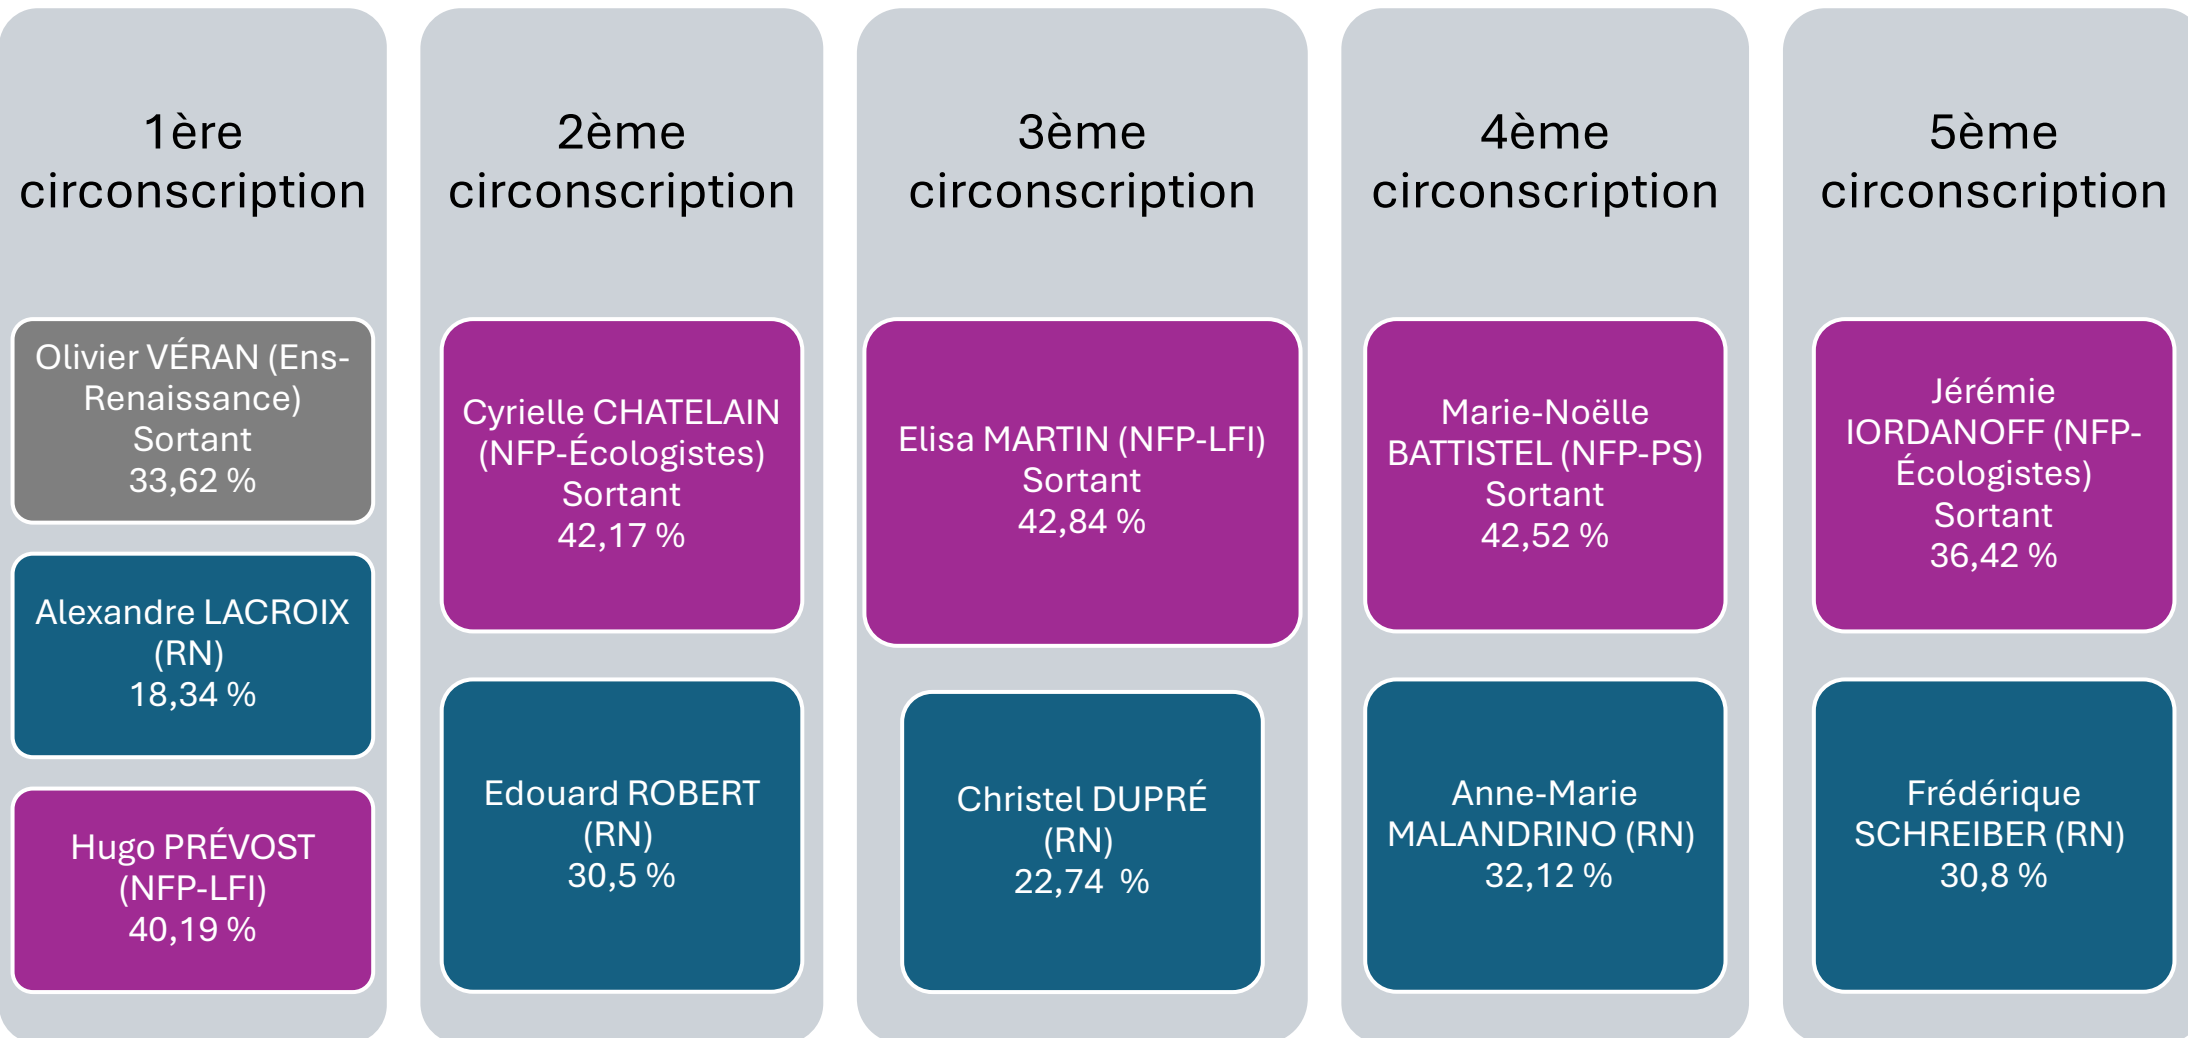 1ère
circonscription
Olivier VÉRAN (Ens-
Renaissance)
Sortant
33,62 %
Alexandre LACROIX
(RN)
18,34 %
Hugo PRÉVOST
(NFP-LFI)
40,19 %
2ème
circonscription
Cyrielle CHATELAIN
(NFP-Écologistes)
Sortant
42,17 %
Edouard ROBERT
(RN)
30,5 %
3ème
circonscription
Elisa MARTIN (NFP-LFI)
Sortant
42,84 %
Christel DUPRÉ
(RN)
22,74  %
4ème
circonscription
Marie-Noëlle
BATTISTEL (NFP-PS)
Sortant
42,52 %
Anne-Marie
MALANDRINO (RN)
32,12 %
5ème
circonscription
Jérémie
IORDANOFF (NFP-
Écologistes)
Sortant
36,42 %
Frédérique
SCHREIBER (RN)
30,8 %